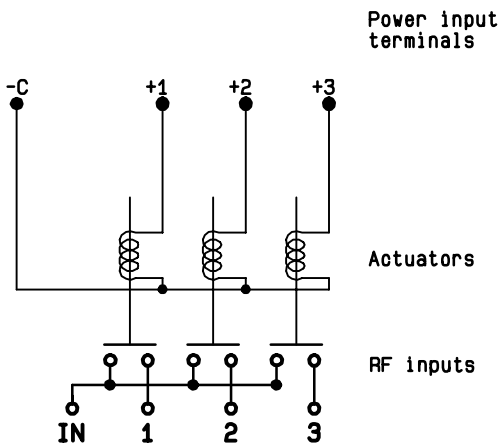 Power input
terminals
-C +1 +2 +3
Actuators
RF inputs
IN 1 2 3